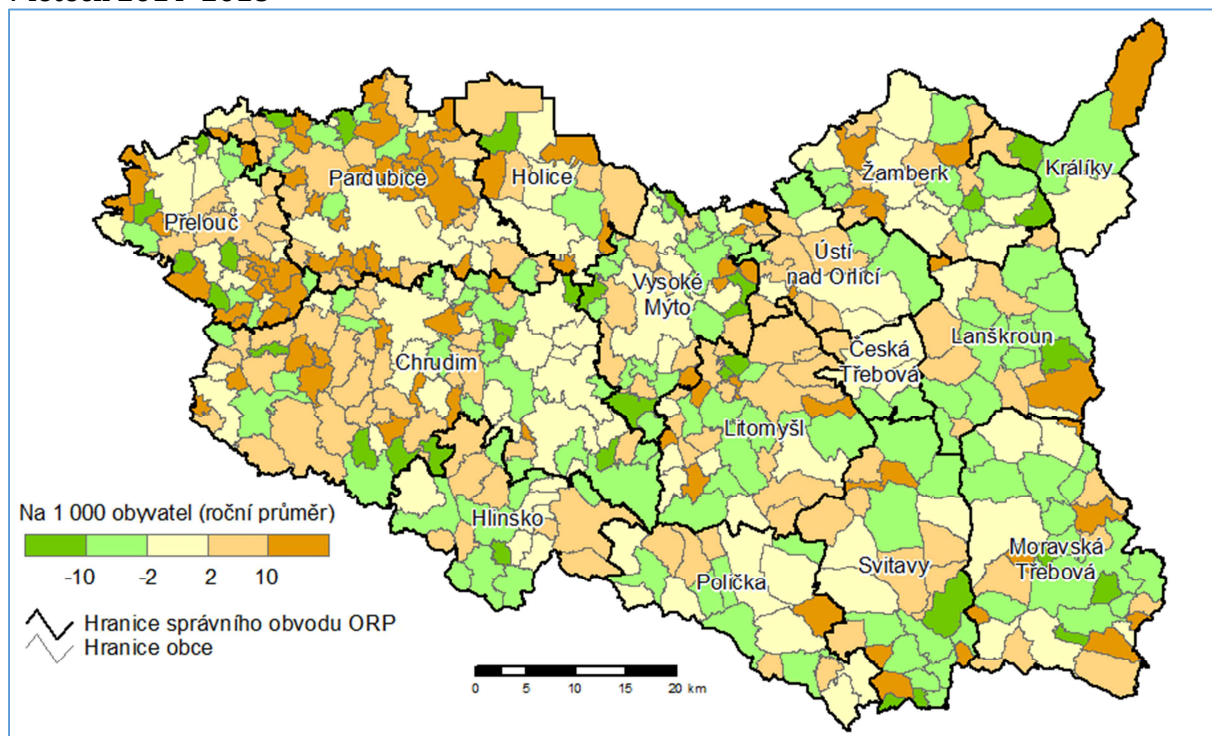 Pardubice
Holice
Přelouč
Žamberk
Králíky
Ústí
nad Orlicí
Vysoké
Mýto
Lanškroun
Česká
Třebová
Chrudim
Litomyšl
Hlinsko
Moravská
Třebová
Svitavy
Polička
Na 1 000 obyvatel (roční průměr)
-10 -2 2 10
Hranice správního obvodu ORP
Hranice obce
0 5 10 15 20 km